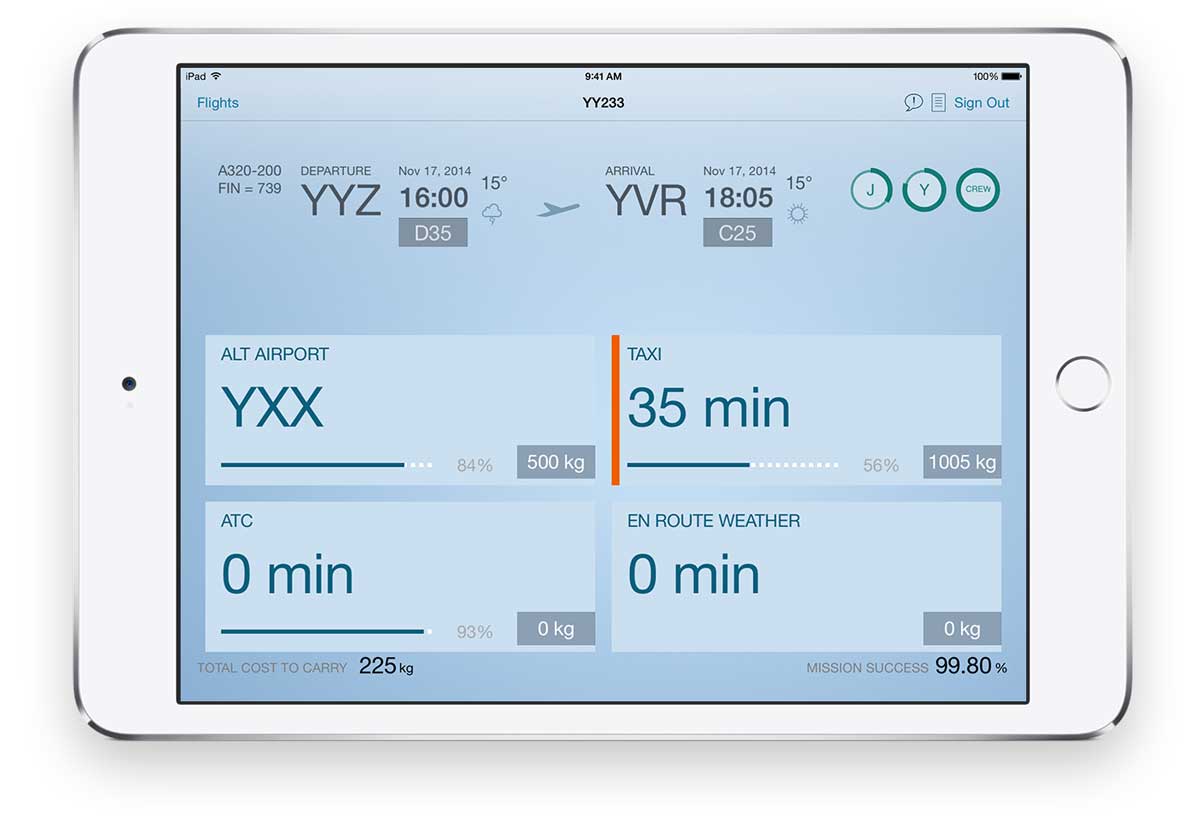 iPad 9:41 AM 100%
Flights YY233 Sign Out
A320-200
FIN = 739
DEPARTURE
YYZ
Nov 17, 2014
16:00
D35
15°
ARRIVAL
YVR
Nov 17, 2014
18:05
C25
15°
J Y CREW
ALT AIRPORT
YXX
84% 500 kg
TAXI
35 min
56% 1005 kg
ATC
0 min
93% 0 kg
EN ROUTE WEATHER
0 min
0 kg
TOTAL COST TO CARRY 225 kg
MISSION SUCCESS 99.80 %